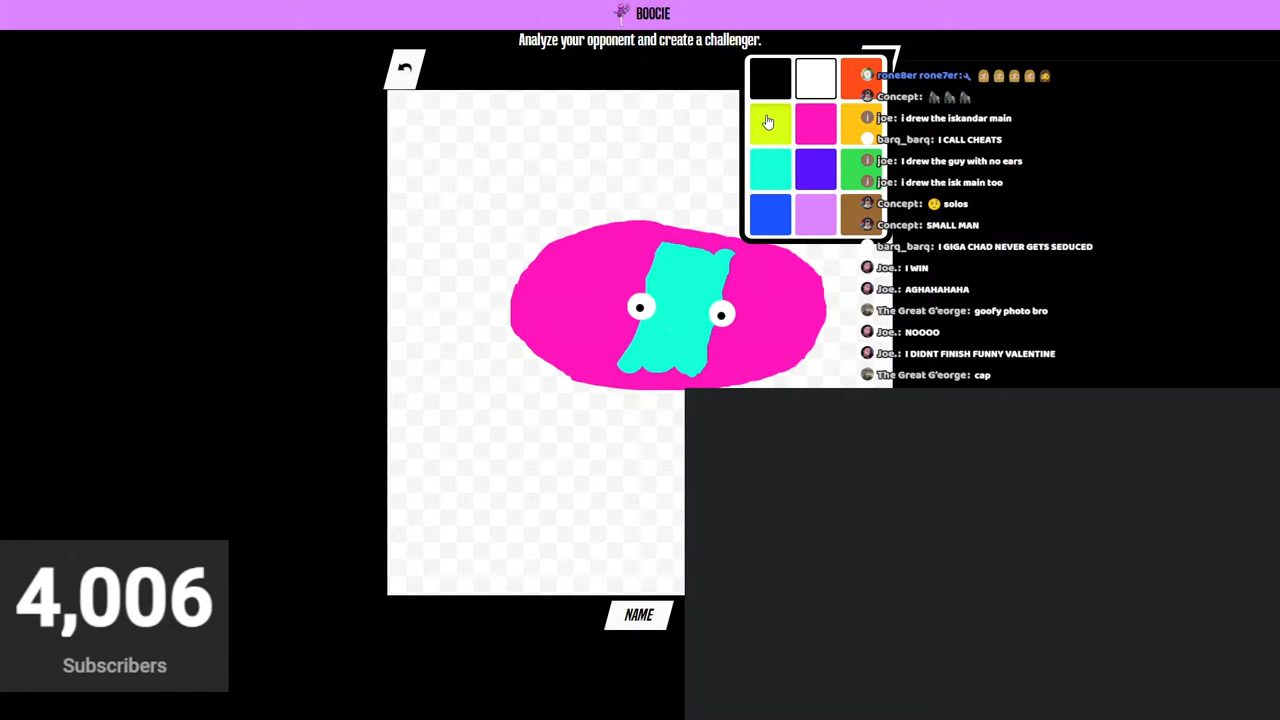 BOOCIE
Analyze your opponent and create a challenger.
rone8er rone7er:
Concept:
joe: i drew the iskandar main
barq_barq: I CALL CHEATS
joe: I drew the guy with no ears
joe: i drew the isk main too
Concept: solos
Concept: SMALL MAN
barq_barq: I GIGA CHAD NEVER GETS SEDUCED
Joe.: I WIN
Joe.: AGHAHAHAHA
The Great G'eorge: goofy photo bro
Joe.: NOOOO
Joe.: I DIDNT FINISH FUNNY VALENTINE
The Great G'eorge: cap
NAME
4,006
Subscribers